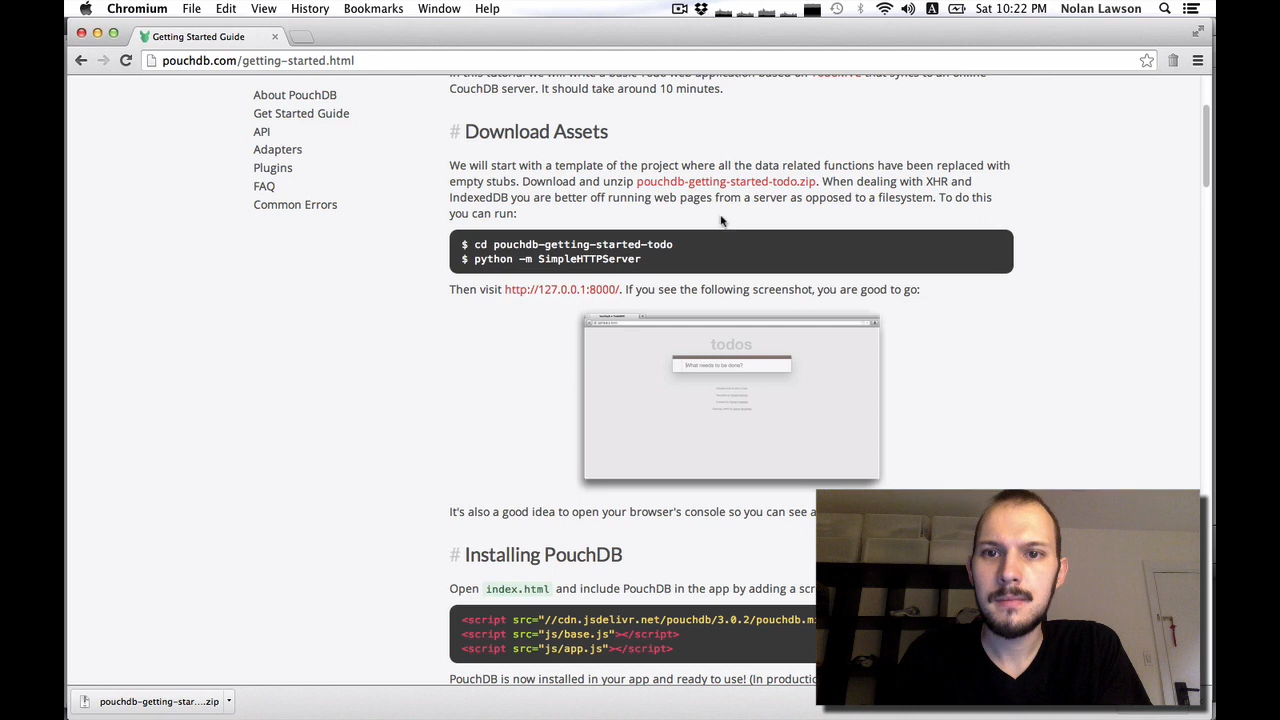 Chromium File Edit View History Bookmarks Window Help Sat 10:22 PM Nolan Lawson
Getting Started Guide
pouchdb.com/getting-started.html
CouchDB server. It should take around 10 minutes.
About PouchDB
Get Started Guide
API
Adapters
Plugins
FAQ
Common Errors
# Download Assets
We will start with a template of the project where all the data related functions have been replaced with
empty stubs. Download and unzip pouchdb-getting-started-todo.zip. When dealing with XHR and
IndexedDB you are better off running web pages from a server as opposed to a filesystem. To do this
you can run:
$ cd pouchdb-getting-started-todo
$ python -m SimpleHTTPServer
Then visit http://127.0.0.1:8000/. If you see the following screenshot, you are good to go:
todos
What needs to be done?
It's also a good idea to open your browser's console so you can see a
# Installing PouchDB
Open index.html and include PouchDB in the app by adding a scr
<script src="//cdn.jsdelivr.net/pouchdb/3.0.2/pouchdb.mi
<script src="js/base.js"></script>
<script src="js/app.js"></script>
PouchDB is now installed in your app and ready to use! (In productio
pouchdb-getting-star....zip